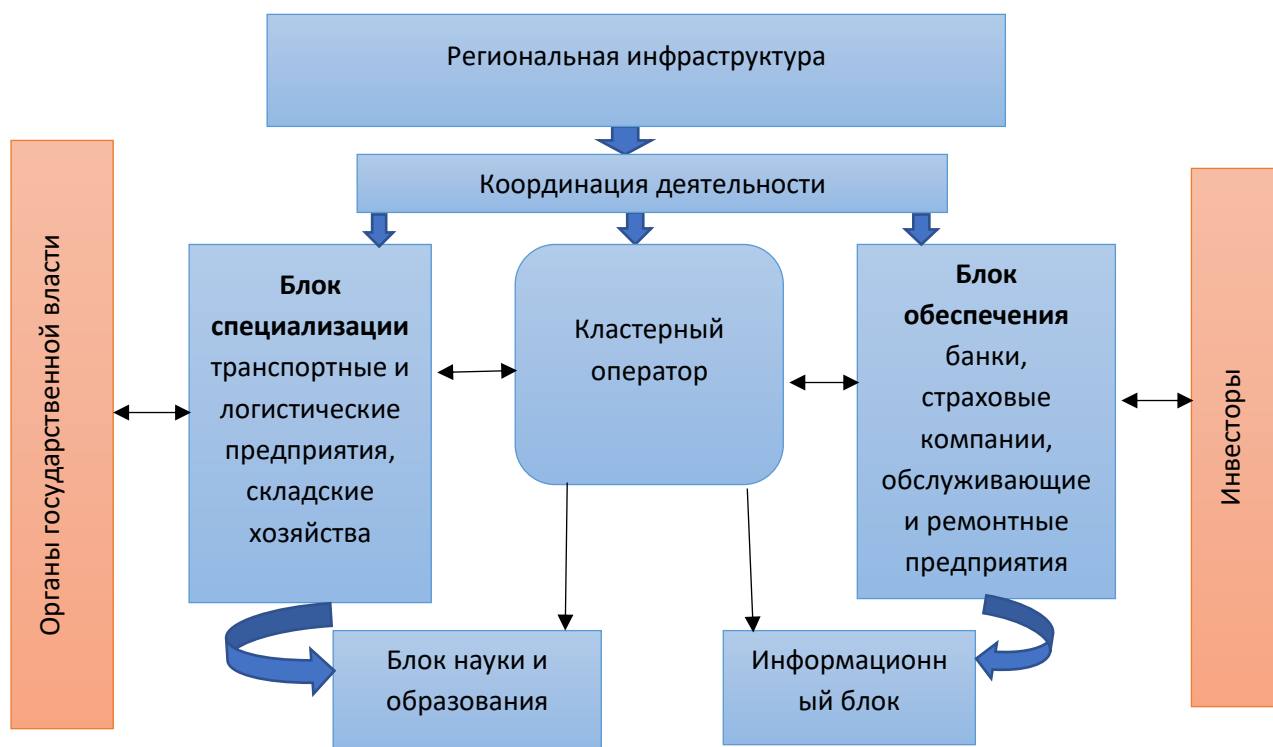 Региональная инфраструктура
Координация деятельности
Органы государственной власти
Блок
специализации
транспортные и
логистические
предприятия,
складские
хозяйства
Кластерный
оператор
Блок
обеспечения
банки,
страховые
компании,
обслуживающие
и ремонтные
предприятия
Инвесторы
Блок науки и
образования
Информационн
ый блок